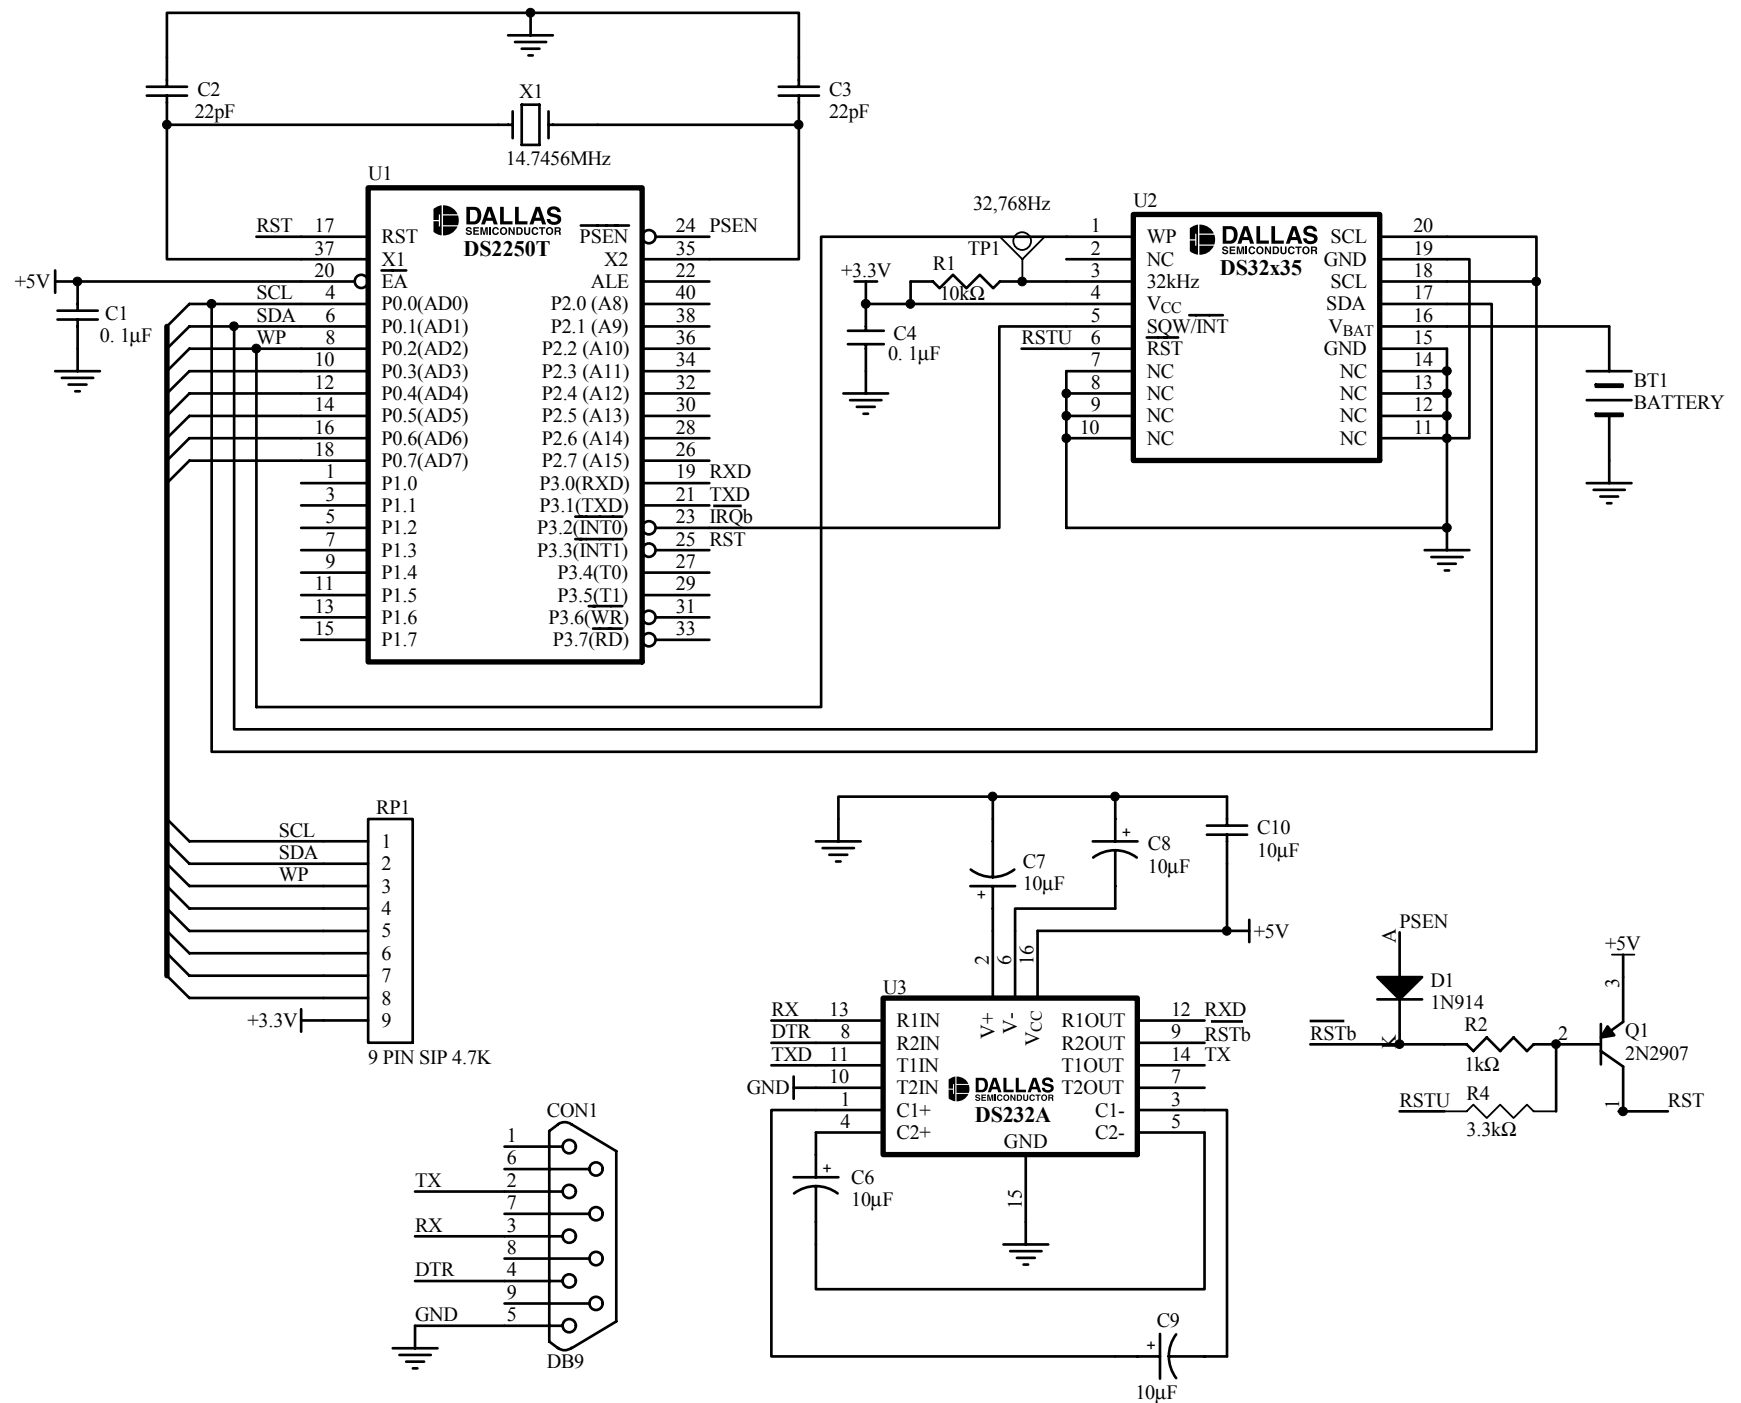 C2
22pF
X1
14.7456MHz
C3
22pF
U1
DALLAS
SEMICONDUCTOR
DS2250T
RST 17 RST
37 X1
+5V 20 EA
C1
0. 1µF
SCL 4 P0.0(AD0)
SDA 6 P0.1(AD1)
WP 8 P0.2(AD2)
10 P0.3(AD3)
12 P0.4(AD4)
14 P0.5(AD5)
16 P0.6(AD6)
18 P0.7(AD7)
1 P1.0
3 P1.1
5 P1.2
7 P1.3
9 P1.4
11 P1.5
13 P1.6
15 P1.7
PSEN 24 PSEN
X2 35
ALE 22
P2.0 (A8) 40
P2.1 (A9) 38
P2.2 (A10) 36
P2.3 (A11) 34
P2.4 (A12) 32
P2.5 (A13) 30
P2.6 (A14) 28
P2.7 (A15) 26
P3.0(RXD) 19 RXD
P3.1(TXD) 21 TXD
P3.2(INT0) 23 IRQb
P3.3(INT1) 25 RST
P3.4(T0) 27
P3.5(T1) 29
P3.6(WR) 31
P3.7(RD) 33
U2
DALLAS
SEMICONDUCTOR
DS32x35
32,768Hz
TP1
+3.3V
R1
10kΩ
C4
0. 1µF
1 WP
2 NC
3 32kHz
4 VCC
5 SQW/INT
RSTU 6 RST
7 NC
8 NC
9 NC
10 NC
SCL 20
GND 19
SCL 18
SDA 17
VBAT 16
GND 15
NC 14
NC 13
NC 12
NC 11
BT1
BATTERY
RP1
SCL 1
SDA 2
WP 3
4
5
6
7
8
+3.3V 9
9 PIN SIP 4.7K
CON1
1
6
TX 2
7
RX 3
8
DTR 4
9
GND 5
DB9
C7
10µF
+
C8
10µF
+
C10
10µF
+5V
2
6
16
U3
V+
V-
VCC
RX 13 R1IN
DTR 8 R2IN
TXD 11 T1IN
GND 10 T2IN
1 C1+
4 C2+
R1OUT 12 RXD
R2OUT 9 RSTb
T1OUT 14 TX
T2OUT 7
C1- 3
C2- 5
DALLAS
SEMICONDUCTOR
DS232A
GND
15
+
C6
10µF
C9
+
10µF
PSEN
A
D1
1N914
K
RSTb
R2
1kΩ
RSTU
R4
3.3kΩ
+5V
3
2
Q1
2N2907
1
RST